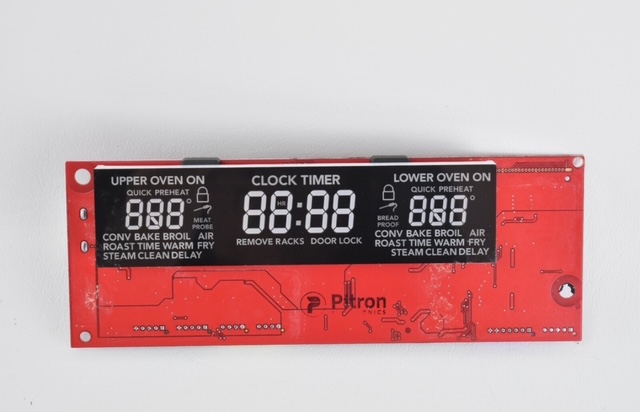 UPPER OVEN ON
QUICK PREHEAT
888°
MEAT
PROBE
CONV BAKE BROIL AIR
ROAST TIME WARM FRY
STEAM CLEAN DELAY
CLOCK TIMER
88:88
HR
REMOVE RACKS DOOR LOCK
LOWER OVEN ON
QUICK PREHEAT
BREAD
PROOF
888°
CONV BAKE BROIL AIR
ROAST TIME WARM FRY
STEAM CLEAN DELAY
Pitron